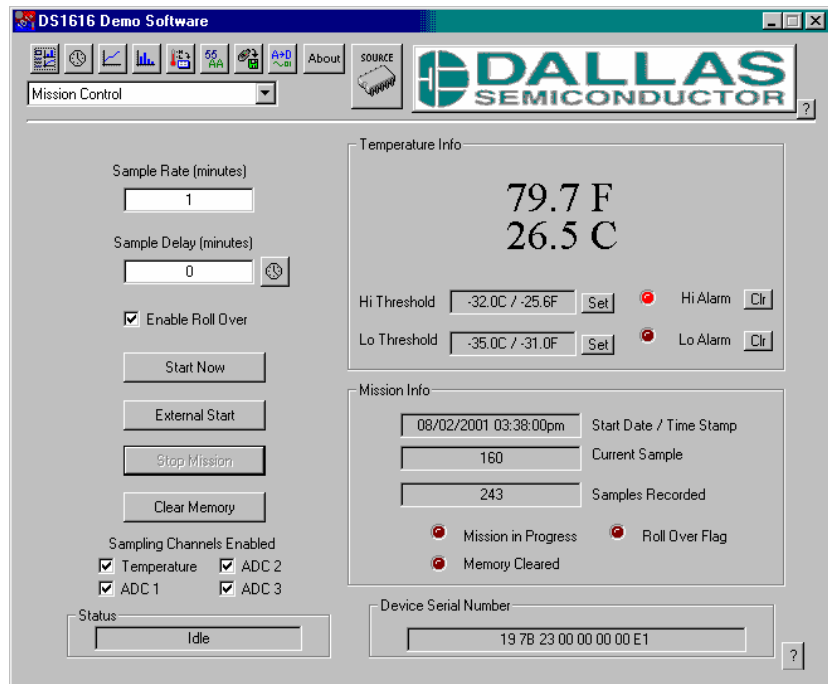 DS1616 Demo Software
55
AA
A→D
About
SOURCE
DALLAS
SEMICONDUCTOR
Mission Control
?
Sample Rate (minutes)
1
Sample Delay (minutes)
0
Enable Roll Over
Start Now
External Start
Stop Mission
Clear Memory
Sampling Channels Enabled
Temperature ADC 2
ADC 1 ADC 3
Status
Idle
Temperature Info
79.7 F
26.5 C
Hi Threshold -32.0C / -25.6F Set Hi Alarm Clr
Lo Threshold -35.0C / -31.0F Set Lo Alarm Clr
Mission Info
08/02/2001 03:38:00pm Start Date / Time Stamp
160 Current Sample
243 Samples Recorded
Mission in Progress Roll Over Flag
Memory Cleared
Device Serial Number
19 7B 23 00 00 00 00 E1
?